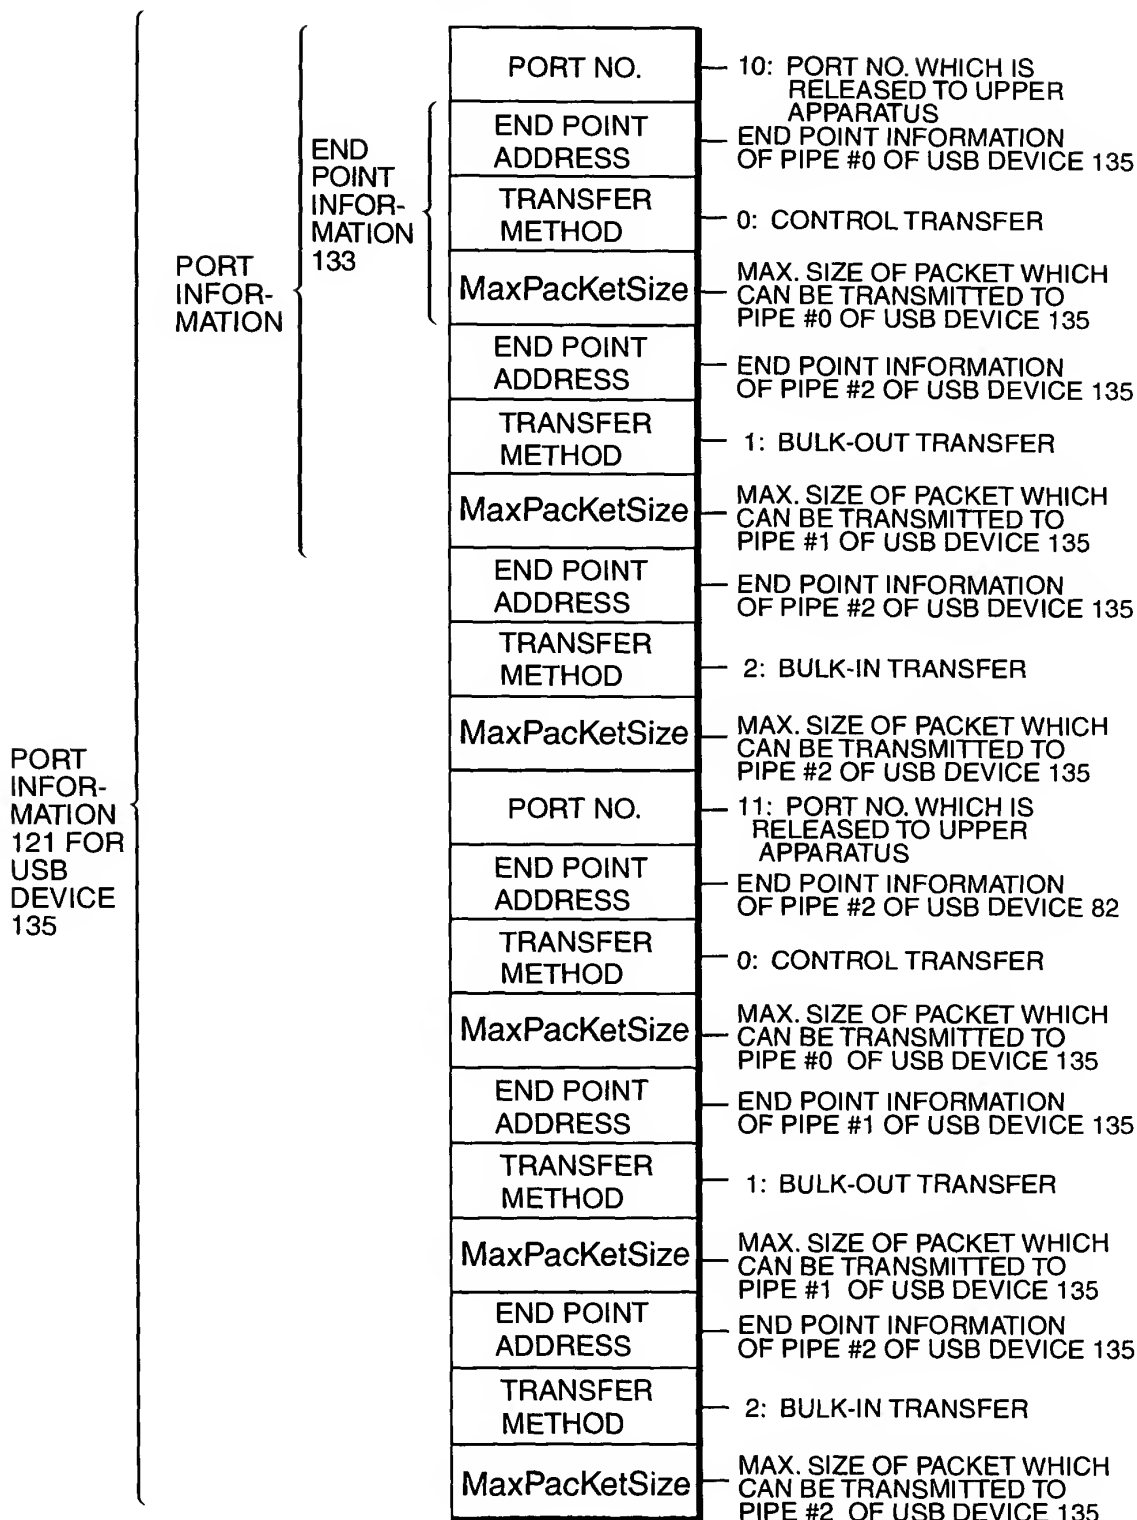 PORT NO.
10: PORT NO. WHICH IS
RELEASED TO UPPER
APPARATUS
END POINT
INFOR-
MATION
133
END POINT
ADDRESS
END POINT INFORMATION
OF PIPE #0 OF USB DEVICE 135
TRANSFER
METHOD
0: CONTROL TRANSFER
PORT
INFOR-
MATION
MaxPacKetSize
MAX. SIZE OF PACKET WHICH
CAN BE TRANSMITTED TO
PIPE #0 OF USB DEVICE 135
END POINT
ADDRESS
END POINT INFORMATION
OF PIPE #2 OF USB DEVICE 135
TRANSFER
METHOD
1: BULK-OUT TRANSFER
MaxPacKetSize
MAX. SIZE OF PACKET WHICH
CAN BE TRANSMITTED TO
PIPE #1 OF USB DEVICE 135
END POINT
ADDRESS
END POINT INFORMATION
OF PIPE #2 OF USB DEVICE 135
TRANSFER
METHOD
2: BULK-IN TRANSFER
MaxPacKetSize
MAX. SIZE OF PACKET WHICH
CAN BE TRANSMITTED TO
PIPE #2 OF USB DEVICE 135
PORT
INFOR-
MATION
121 FOR
USB
DEVICE
135
PORT NO.
11: PORT NO. WHICH IS
RELEASED TO UPPER
APPARATUS
END POINT
ADDRESS
END POINT INFORMATION
OF PIPE #2 OF USB DEVICE 82
TRANSFER
METHOD
0: CONTROL TRANSFER
MaxPacKetSize
MAX. SIZE OF PACKET WHICH
CAN BE TRANSMITTED TO
PIPE #0 OF USB DEVICE 135
END POINT
ADDRESS
END POINT INFORMATION
OF PIPE #1 OF USB DEVICE 135
TRANSFER
METHOD
1: BULK-OUT TRANSFER
MaxPacKetSize
MAX. SIZE OF PACKET WHICH
CAN BE TRANSMITTED TO
PIPE #1 OF USB DEVICE 135
END POINT
ADDRESS
END POINT INFORMATION
OF PIPE #2 OF USB DEVICE 135
TRANSFER
METHOD
2: BULK-IN TRANSFER
MaxPacKetSize
MAX. SIZE OF PACKET WHICH
CAN BE TRANSMITTED TO
PIPE #2 OF USB DEVICE 135